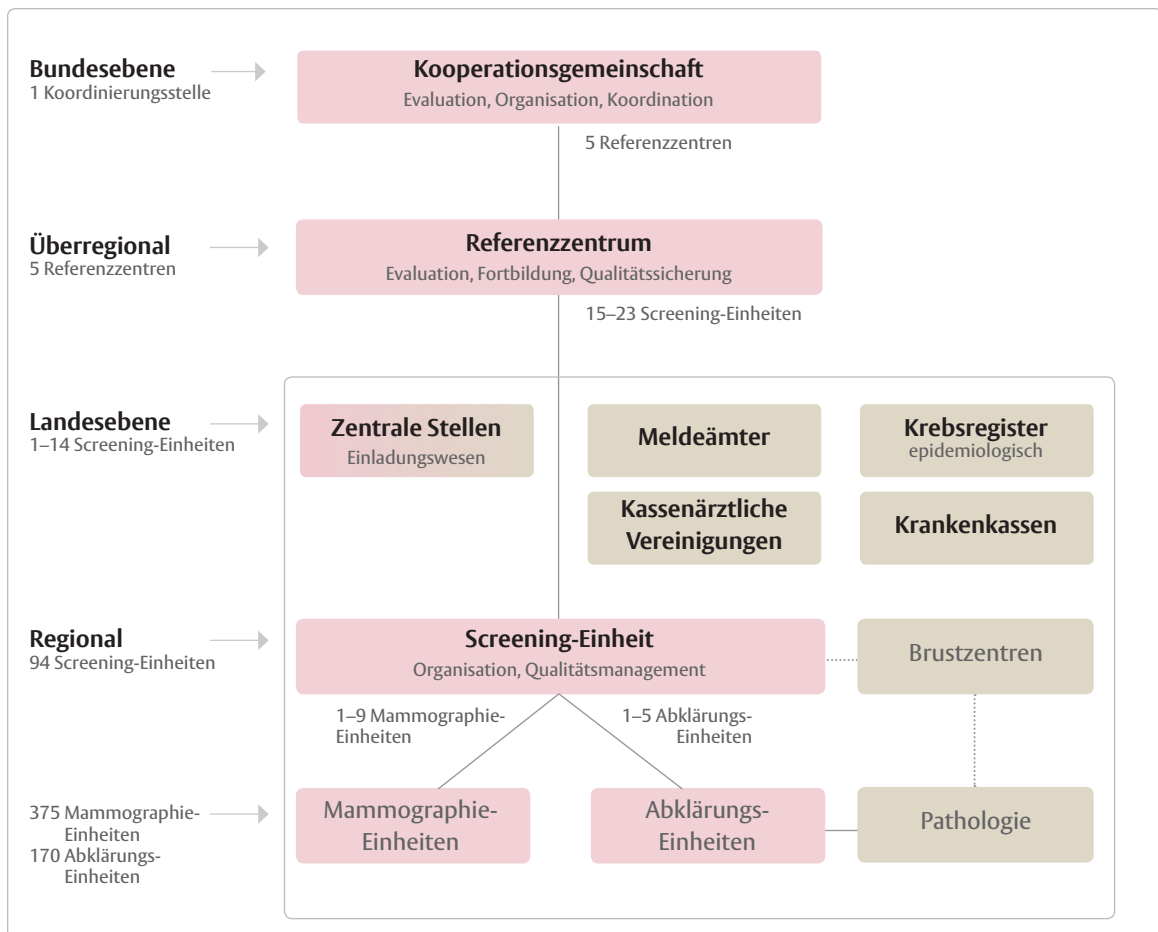 Bundesebene
1 Koordinierungsstelle
Kooperationsgemeinschaft
Evaluation, Organisation, Koordination
5 Referenzzentren
Überregional
5 Referenzzentren
Referenzzentrum
Evaluation, Fortbildung, Qualitätssicherung
15–23 Screening-Einheiten
Landesebene
1–14 Screening-Einheiten
Zentrale Stellen
Einladungswesen
Meldeämter
Krebsregister
epidemiologisch
Kassenärztliche
Vereinigungen
Krankenkassen
Regional
94 Screening-Einheiten
Screening-Einheit
Organisation, Qualitätsmanagement
Brustzentren
1–9 Mammographie-
Einheiten
1–5 Abklärungs-
Einheiten
375 Mammographie-
Einheiten
170 Abklärungs-
Einheiten
Mammographie-
Einheiten
Abklärungs-
Einheiten
Pathologie